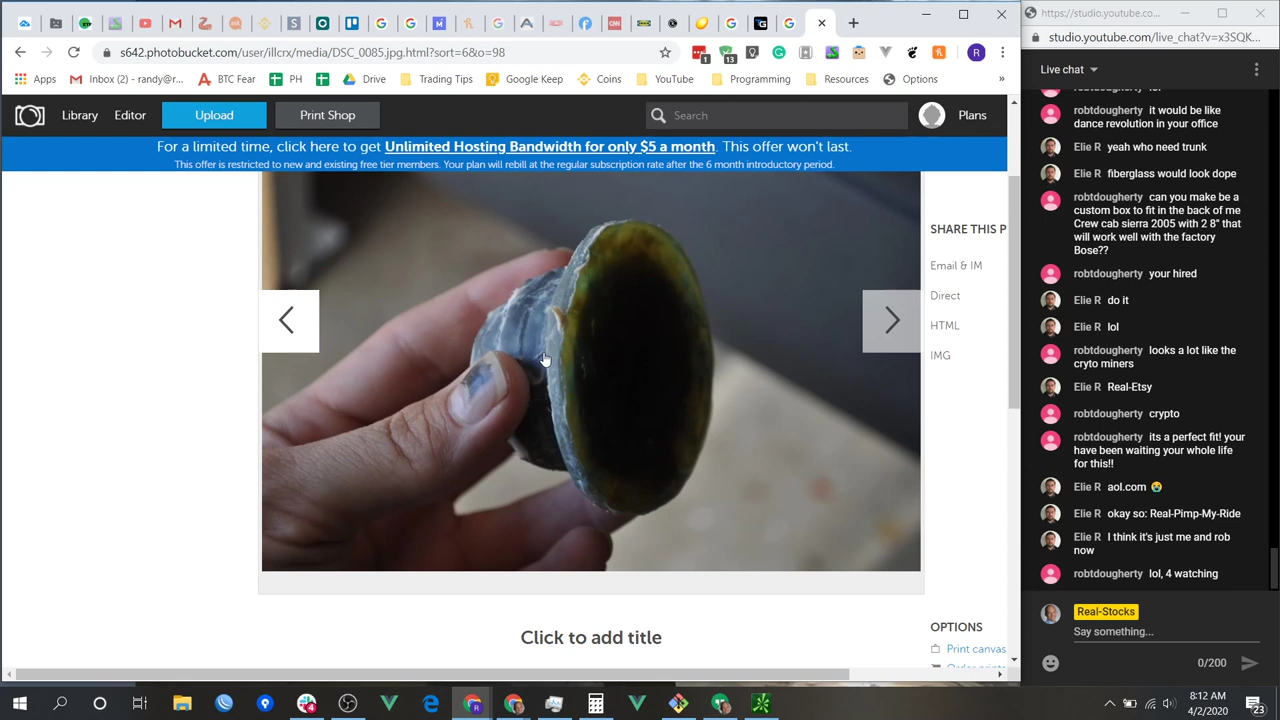 https://studio.youtube.co...
s642.photobucket.com/user/illcrx/media/DSC_0085.jpg.html?sort=6&o=98
R
studio.youtube.com/live_chat?v=x3SQK...
Apps
Inbox (2) - randy@r...
BTC Fear
PH
Drive
Trading Tips
Google Keep
Coins
YouTube
Programming
Resources
Options
»
Library
Editor
Upload
Print Shop
Search
Plans
For a limited time, click here to get Unlimited Hosting Bandwidth for only $5 a month. This offer won't last.
This offer is restricted to new and existing free tier members. Your plan will rebill at the regular subscription rate after the 6 month introductory period.
SHARE THIS P
Email & IM
Direct
HTML
IMG
Click to add title
OPTIONS
Print canvas
Order prints
Live chat
robtdougherty it would be like
dance revolution in your office
Elie R yeah who need trunk
Elie R fiberglass would look dope
robtdougherty can you make be a
custom box to fit in the back of me
Crew cab sierra 2005 with 2 8" that
will work well with the factory
Bose??
robtdougherty your hired
Elie R do it
Elie R lol
robtdougherty looks a lot like the
cryto miners
Elie R Real-Etsy
robtdougherty crypto
robtdougherty its a perfect fit! your
have been waiting your whole life
for this!!
Elie R aol.com 😭
Elie R okay so: Real-Pimp-My-Ride
Elie R I think it's just me and rob
now
robtdougherty lol, 4 watching
Real-Stocks
Say something...
0/200
8:12 AM
4/2/2020
23